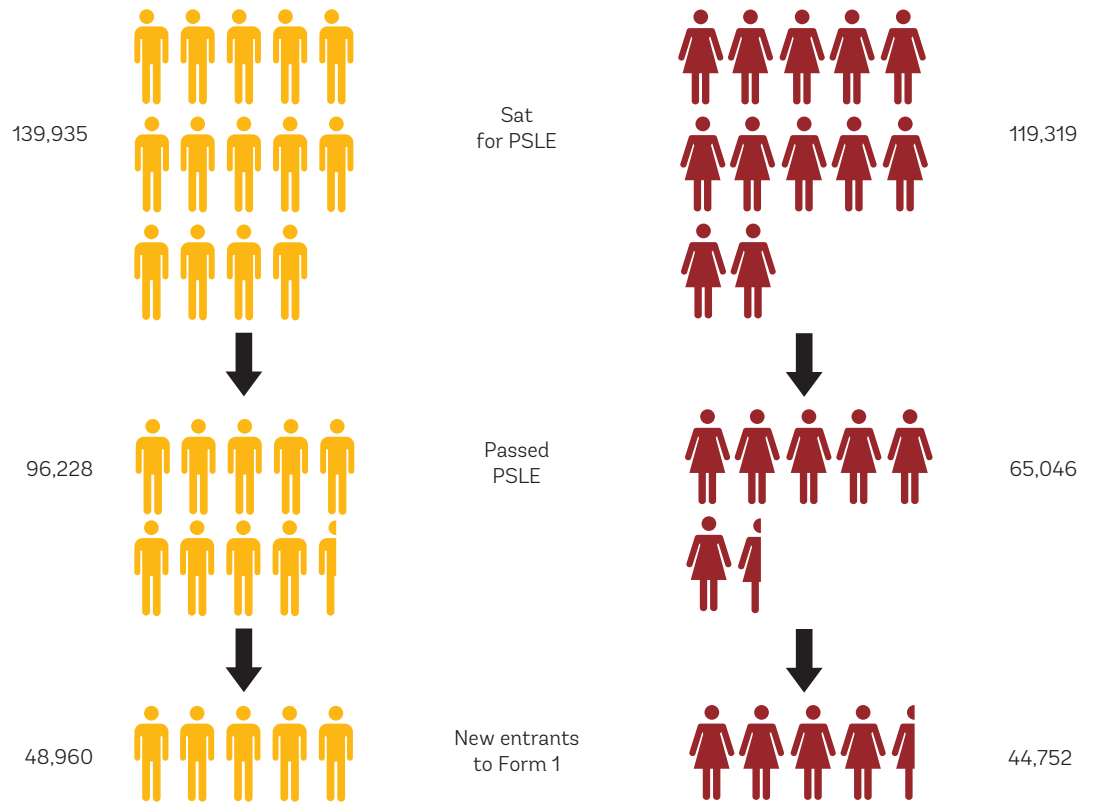 139,935
Sat
for PSLE
119,319
96,228
Passed
PSLE
65,046
48,960
New entrants
to Form 1
44,752